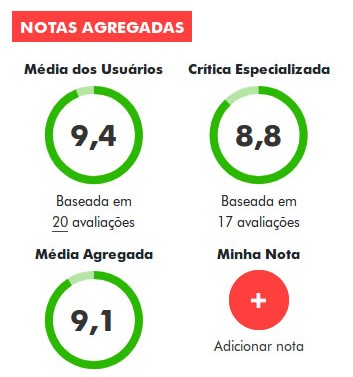 NOTAS AGREGADAS
Média dos Usuários
9,4
Baseada em
20 avaliações
Crítica Especializada
8,8
Baseada em
17 avaliações
Média Agregada
9,1
Minha Nota
+
Adicionar nota